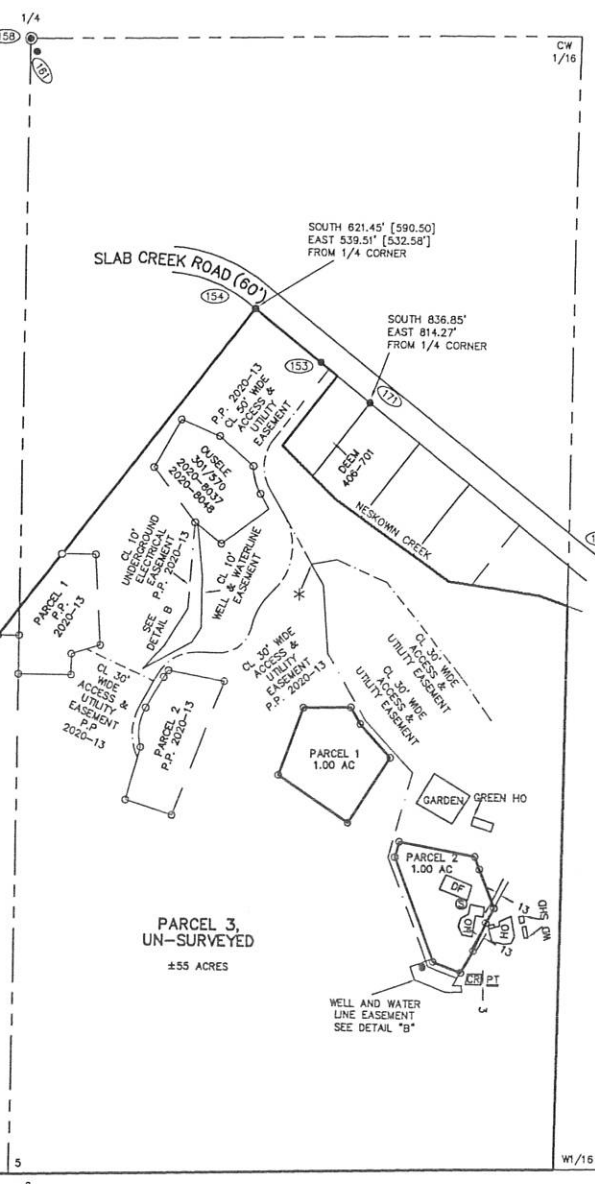 1/4
158
161
CW
1/16
SOUTH 621.45' [590.50]
EAST 539.51' [532.58']
FROM 1/4 CORNER
SLAB CREEK ROAD (60')
154
SOUTH 836.85'
EAST 814.27'
FROM 1/4 CORNER
153
171
P.P. 2020-13
CL 50' WIDE
ACCESS &
UTILITY
EASEMENT
OUSELE
301/570
2020-8037
2020-8048
DEEM
406-701
NESKOWIN CREEK
CL 10'
UNDERGROUND
ELECTRICAL
EASEMENT
P.P. 2020-13
CL 10'
WELL & WATERLINE
EASEMENT
PARCEL 1
P.P.
2020-13
SEE
DETAIL B
CL 30' WIDE
ACCESS &
UTILITY
EASEMENT
P.P. 2020-13
CL 30' WIDE
ACCESS &
UTILITY EASEMENT
CL 30' WIDE
ACCESS &
UTILITY EASEMENT
CL 30'
WIDE
ACCESS &
UTILITY
EASEMENT
P.P
2020-13
PARCEL 2
P.P. 2020-13
PARCEL 1
1.00 AC
GARDEN
GREEN HO
PARCEL 2
1.00 AC
DF
S
HO
HO
13
13
SHD
WD
CR
PT
3
PARCEL 3,
UN-SURVEYED
±55 ACRES
WELL AND WATER
LINE EASEMENT
SEE DETAIL "B"
5
W1/16